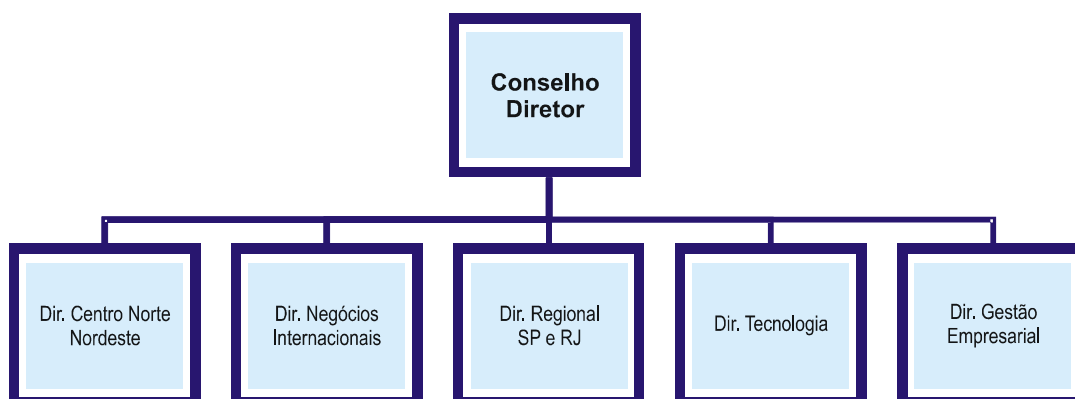 Conselho
Diretor
Dir. Centro Norte
Nordeste
Dir. Negócios
Internacionais
Dir. Regional
SP e RJ
Dir. Tecnologia
Dir. Gestão
Empresarial